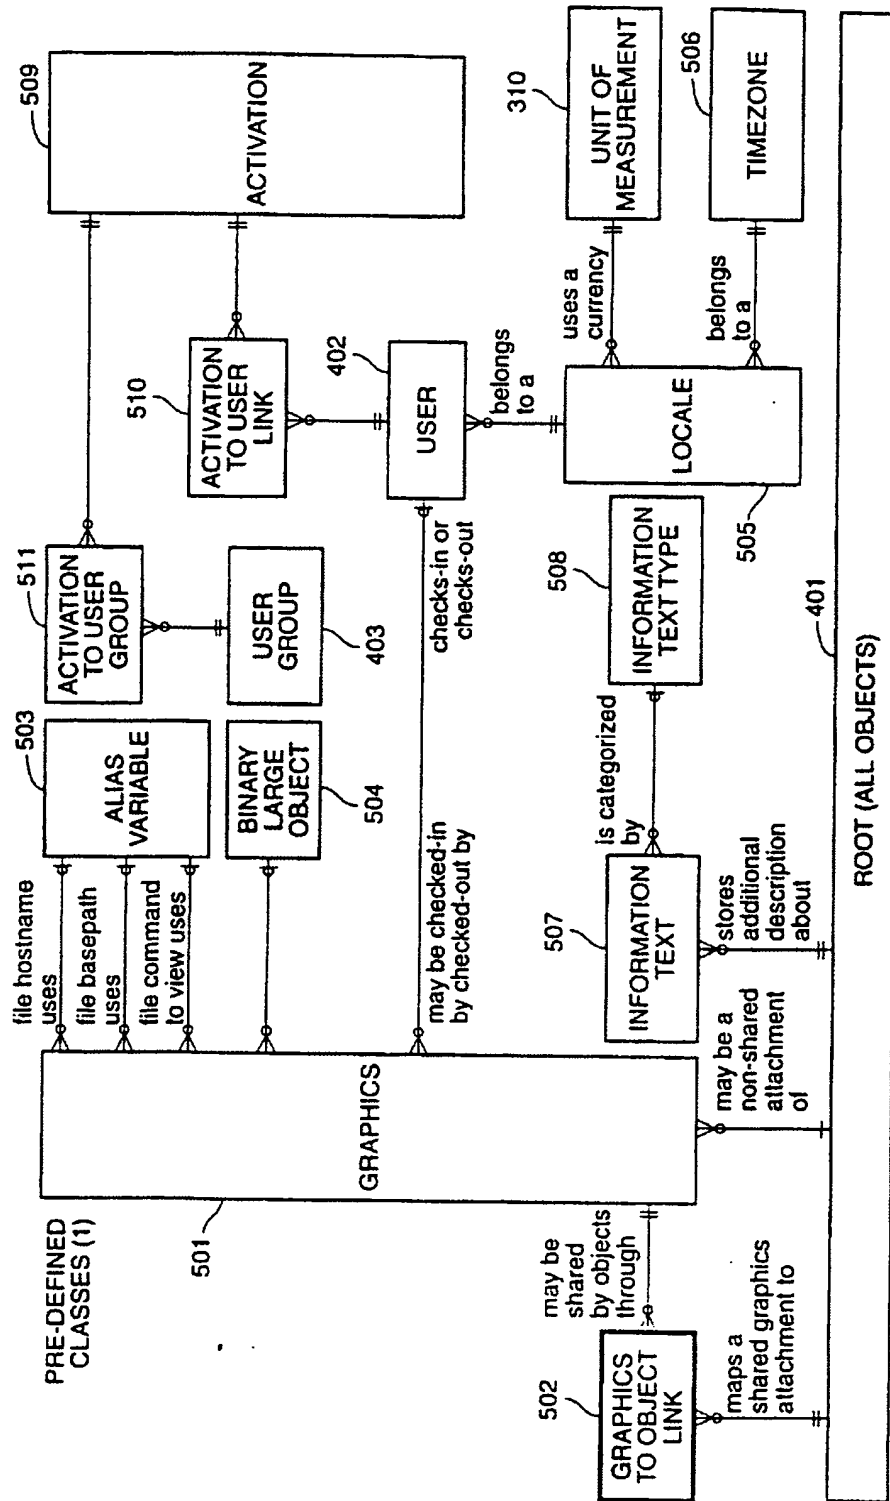 PRE-DEFINED
CLASSES (1)
501
GRAPHICS
file hostname
uses
file basepath
uses
file command
to view uses
503
ALIAS
VARIABLE
BINARY
LARGE
OBJECT
504
511
ACTIVATION
TO USER
GROUP
USER
GROUP
403
510
ACTIVATION
TO USER
LINK
509
ACTIVATION
402
USER
may be checked-in
by checked-out by
checks-in or
checks-out
belongs
to a
uses a
currency
310
UNIT OF
MEASUREMENT
LOCALE
505
belongs
to a
506
TIMEZONE
502
GRAPHICS
TO OBJECT
LINK
may be
shared
by objects
through
maps a
shared graphics
attachment to
may be a
non-shared
attachment
of
507
INFORMATION
TEXT
is categorized
by
508
INFORMATION
TEXT TYPE
stores
additional
description
about
401
ROOT (ALL OBJECTS)